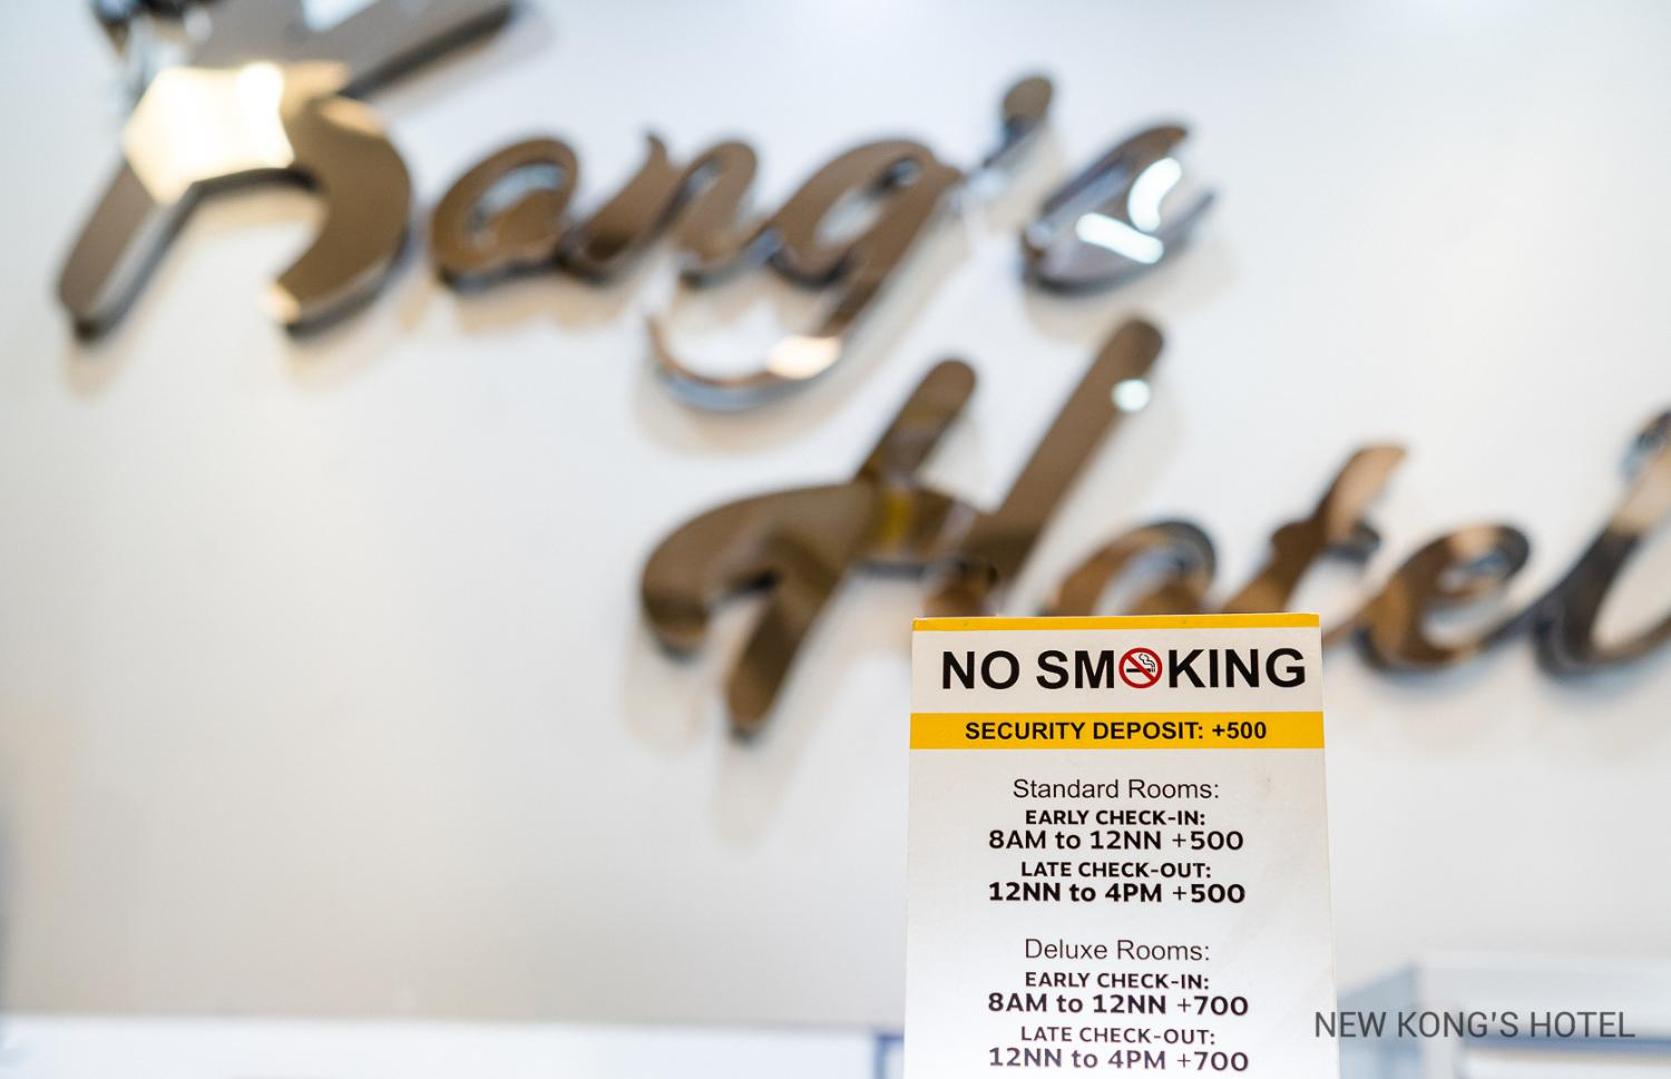 Kong's
Hotel
NO SMOKING
SECURITY DEPOSIT: +500
Standard Rooms:
EARLY CHECK-IN:
8AM to 12NN +500
LATE CHECK-OUT:
12NN to 4PM +500
Deluxe Rooms:
EARLY CHECK-IN:
8AM to 12NN +700
LATE CHECK-OUT:
12NN to 4PM +700
NEW KONG'S HOTEL